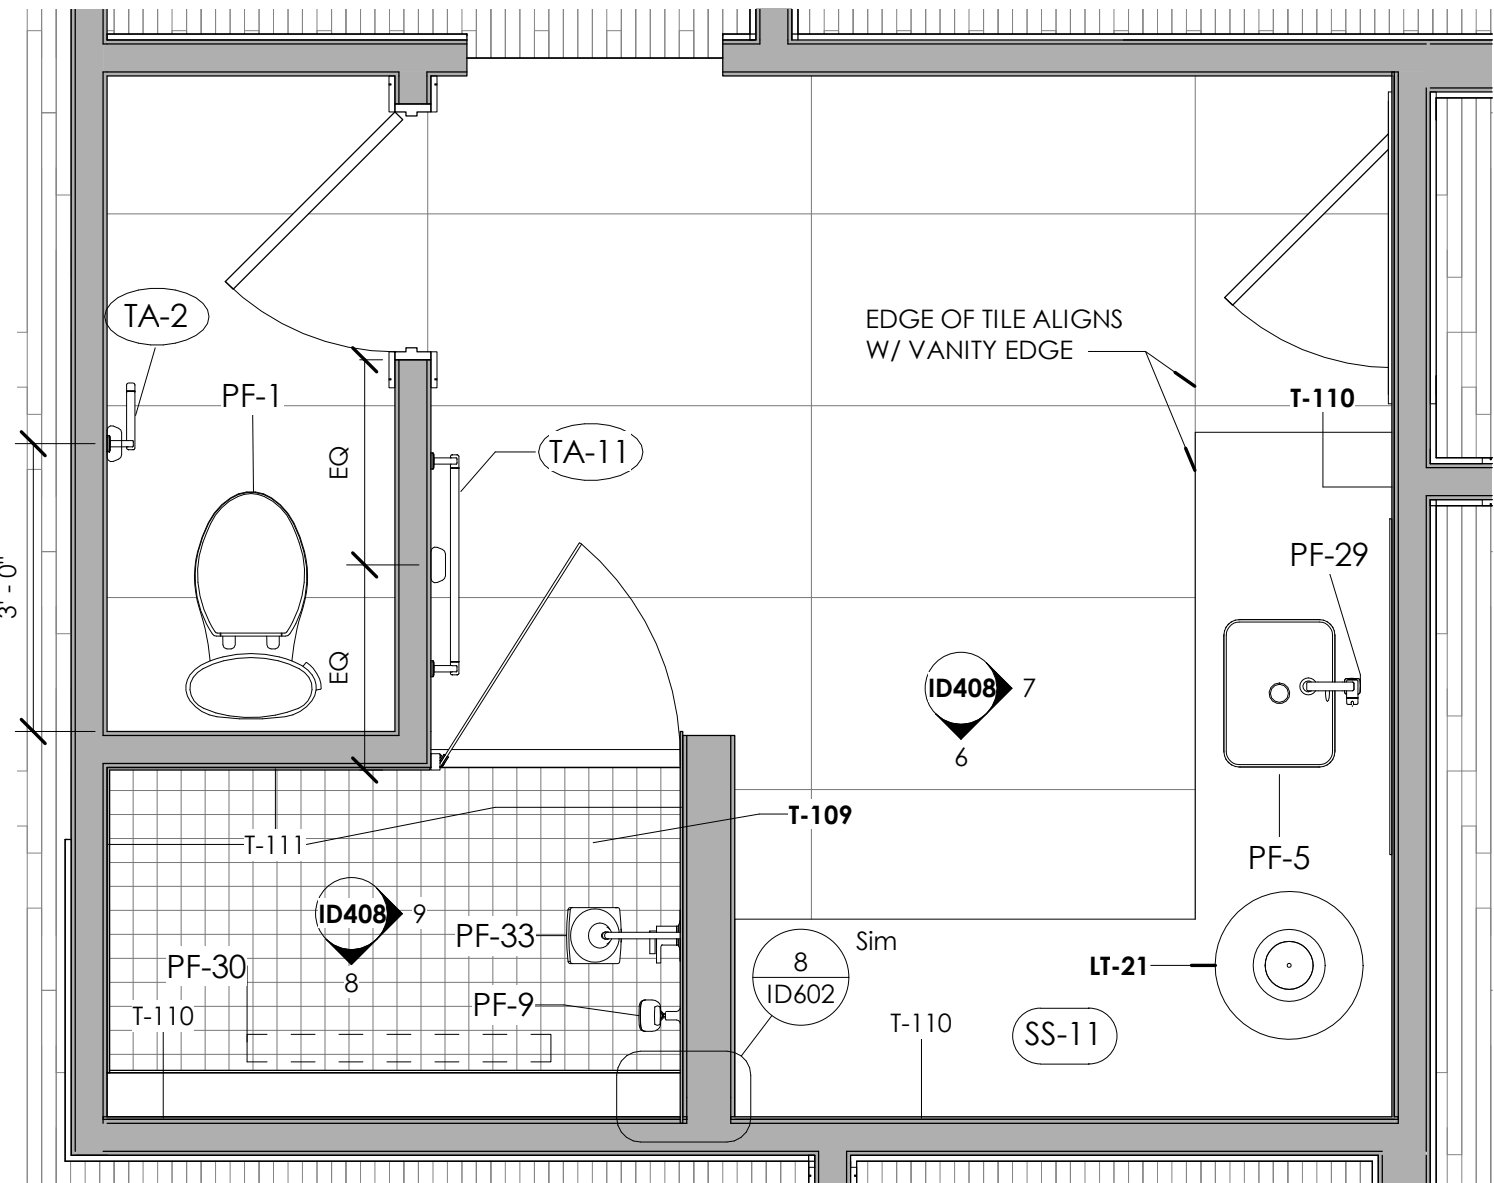 TA-2
EDGE OF TILE ALIGNS
W/ VANITY EDGE
PF-1
T-110
EQ
TA-11
PF-29
3' - 0"
EQ
ID408
7
6
T-109
T-111
PF-5
ID408
9
8
PF-33
Sim
8
ID602
LT-21
PF-30
PF-9
T-110
T-110
SS-11